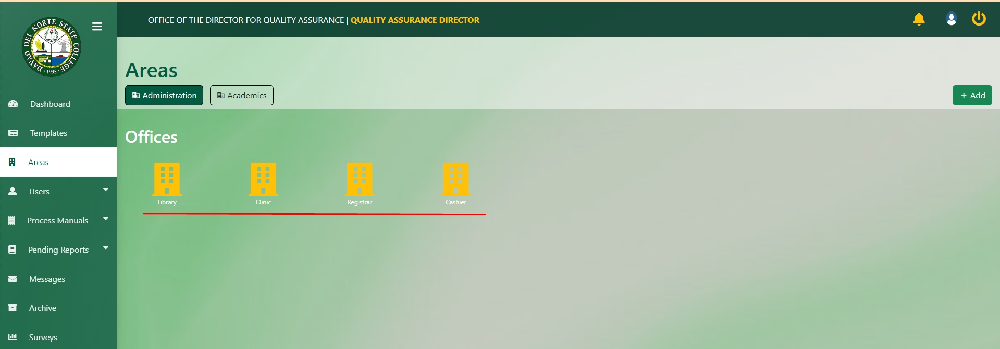 DAVAO DEL NORTE STATE COLLEGE
· 1995 ·
OFFICE OF THE DIRECTOR FOR QUALITY ASSURANCE | QUALITY ASSURANCE DIRECTOR
Dashboard
Templates
Areas
Users
Process Manuals
Pending Reports
Messages
Archive
Surveys
Areas
Administration
Academics
+ Add
Offices
Library
Clinic
Registrar
Cashier